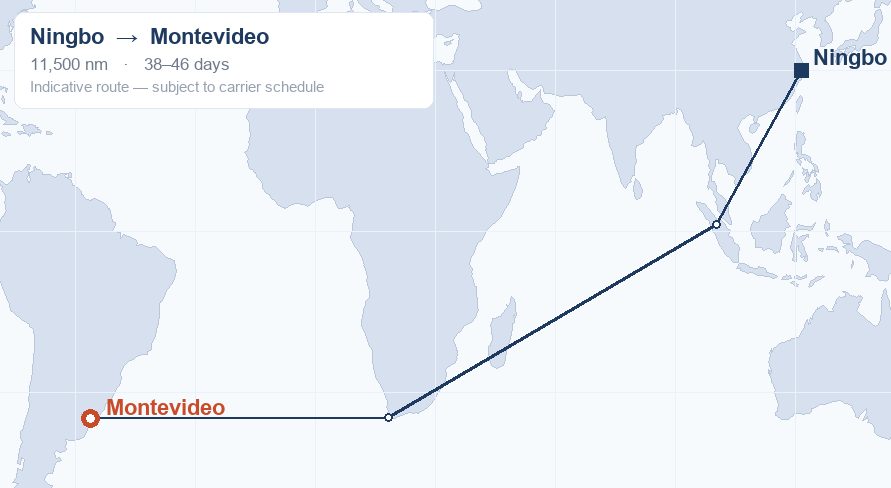 Ningbo → Montevideo
11,500 nm · 38–46 days
Indicative route — subject to carrier schedule
Ningbo
Montevideo